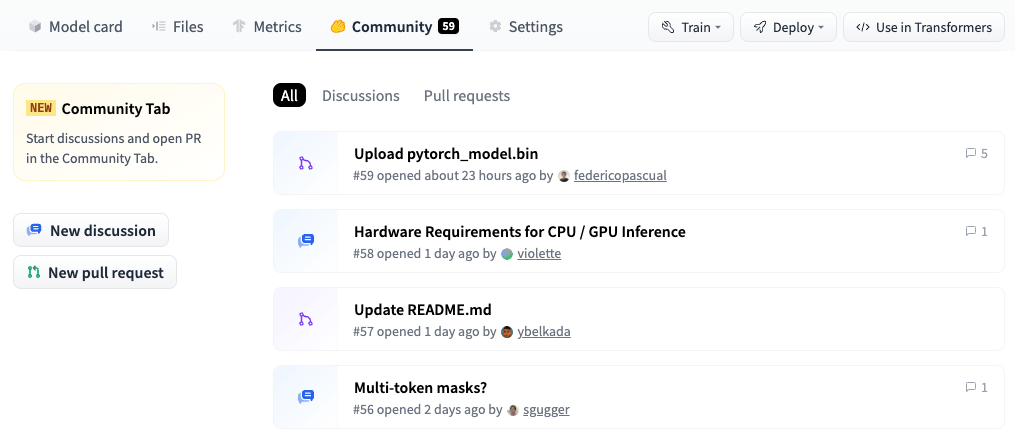 Model card Files Metrics Community 59 Settings Train Deploy Use in Transformers
NEW Community Tab
Start discussions and open PR
in the Community Tab.
New discussion
New pull request
All Discussions Pull requests
Upload pytorch_model.bin 5
#59 opened about 23 hours ago by federicopascual
Hardware Requirements for CPU / GPU Inference 1
#58 opened 1 day ago by violette
Update README.md
#57 opened 1 day ago by ybelkada
Multi-token masks? 1
#56 opened 2 days ago by sgugger